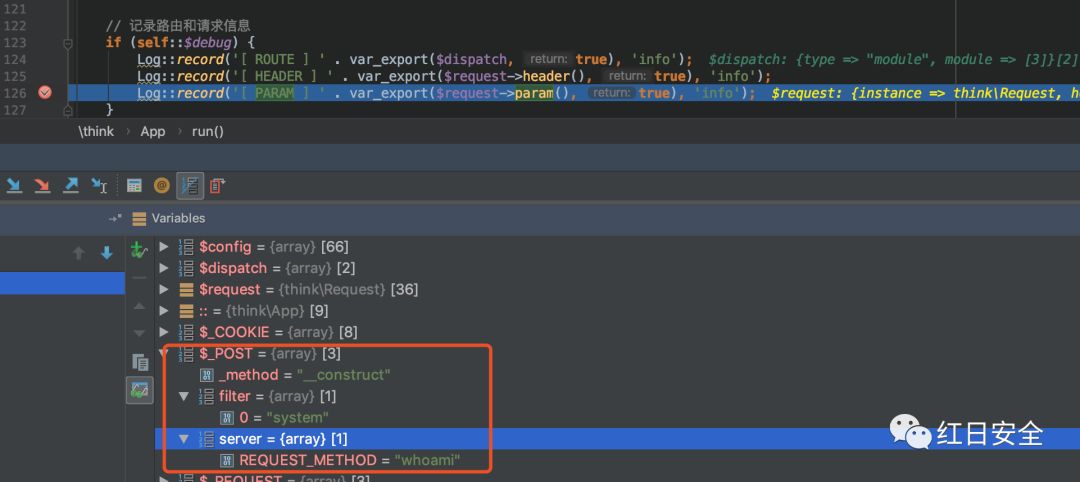 121
122 // 记录路由和请求信息
123 if (self::$debug) {
124 Log::record('[ ROUTE ] ' . var_export($dispatch, return: true), 'info'); $dispatch: {type => "module", module => [3]}[2]
125 Log::record('[ HEADER ] ' . var_export($request->header(), return: true), 'info');
126 Log::record('[ PARAM ] ' . var_export($request->param(), return: true), 'info'); $request: {instance => think\Request, h
127 }
\think › App › run()
Variables
$config = {array} [66]
$dispatch = {array} [2]
$request = {think\Request} [36]
:: = {think\App} [9]
$_COOKIE = {array} [8]
$_POST = {array} [3]
_method = "__construct"
filter = {array} [1]
0 = "system"
server = {array} [1]
REQUEST_METHOD = "whoami"
$_REQUEST = {array} [3]
红日安全